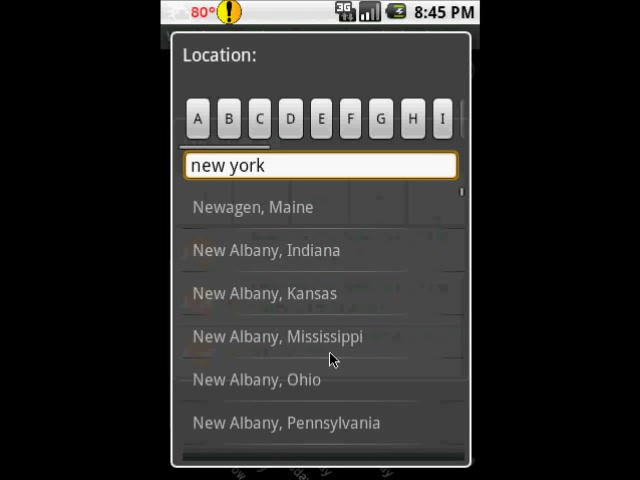 80° 3G 8:45 PM
Location:
A B C D E F G H I
new york
Newagen, Maine
New Albany, Indiana
New Albany, Kansas
New Albany, Mississippi
New Albany, Ohio
New Albany, Pennsylvania